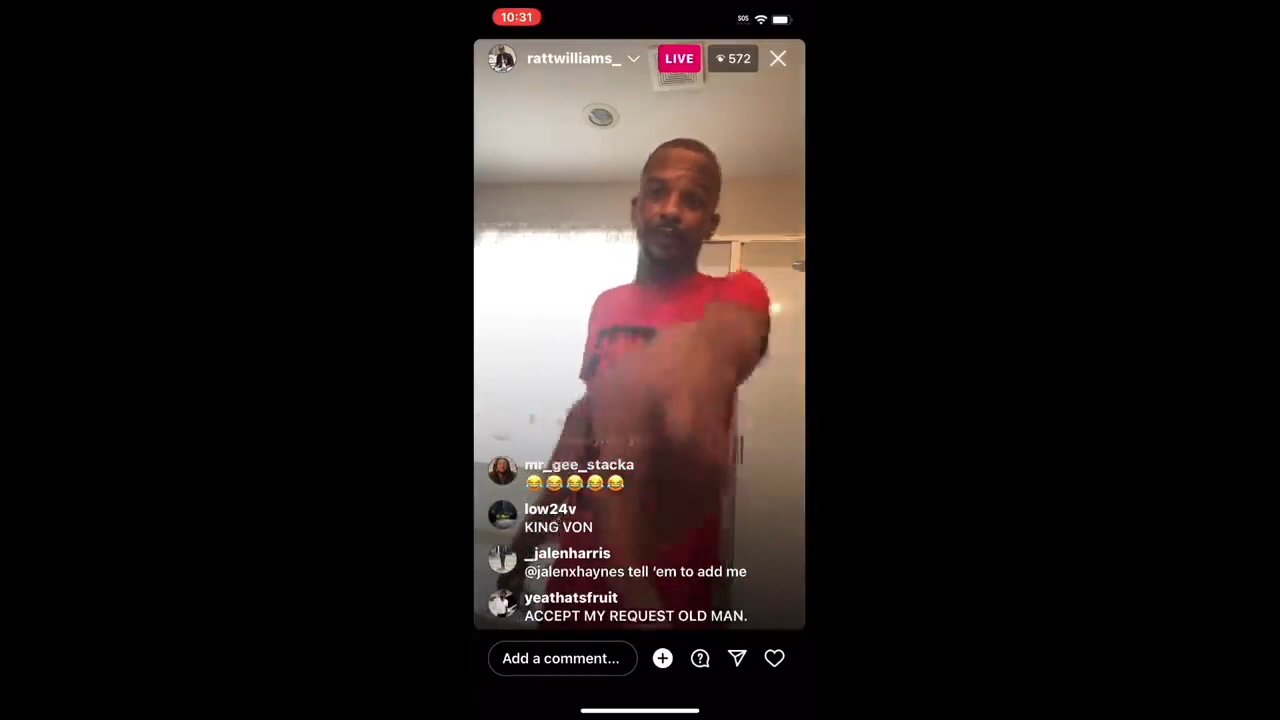 10:31
SOS
rattwilliams_
LIVE
572
mr_gee_stacka
😂😂😂😂😂
low24v
KING VON
_jalenharris
@jalenxhaynes tell ‘em to add me
yeathatsfruit
ACCEPT MY REQUEST OLD MAN.
Add a comment...